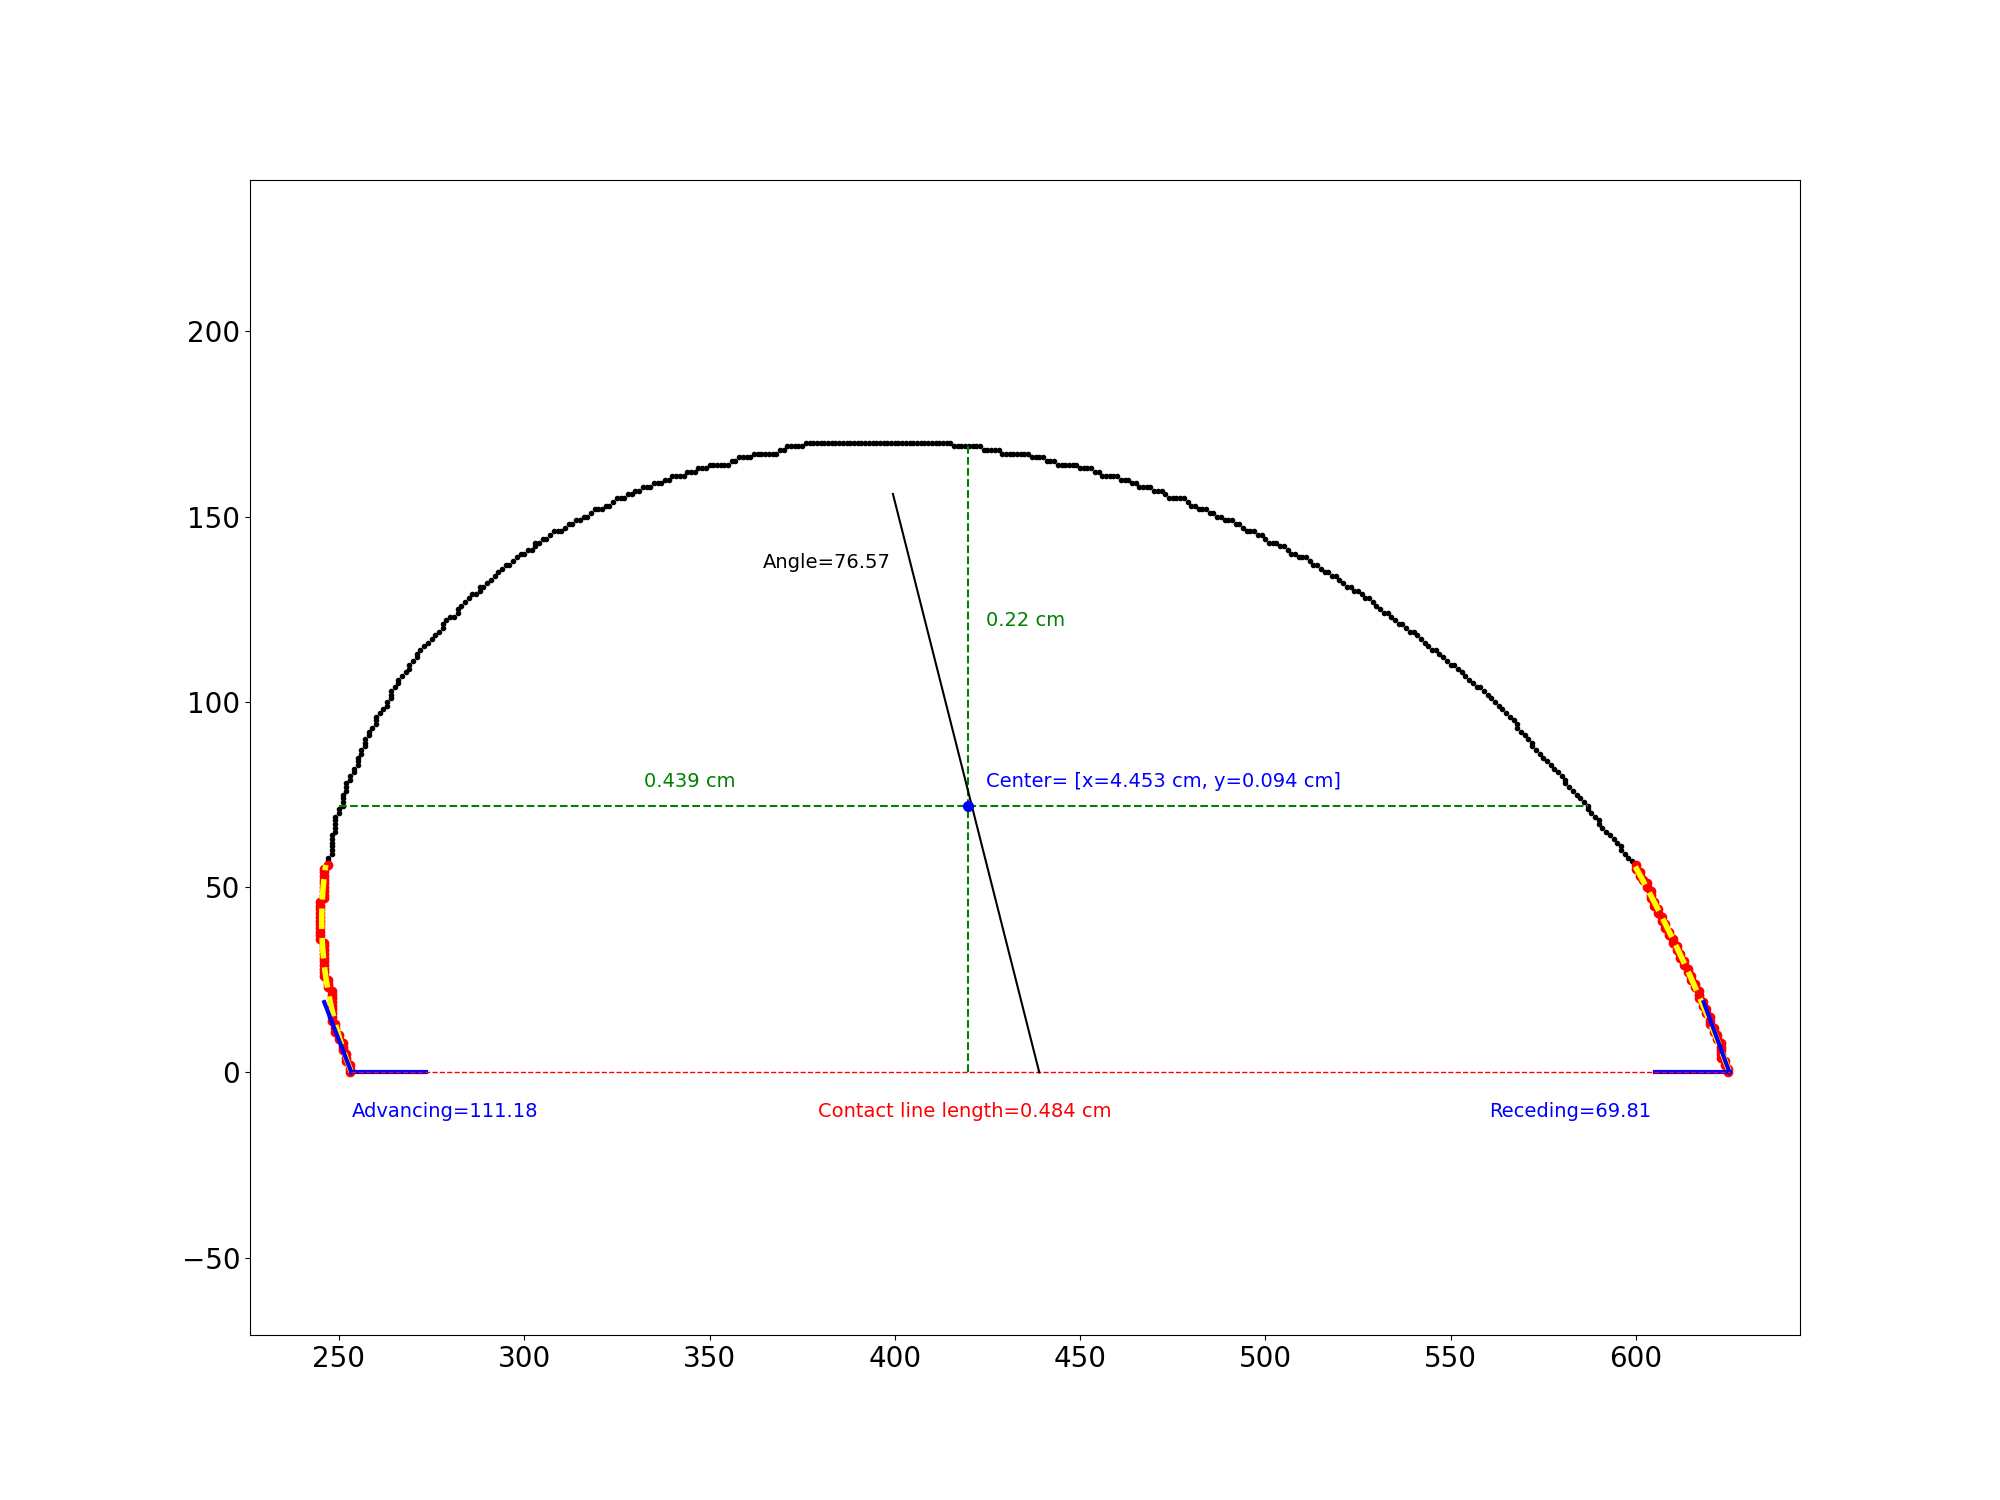 200
150
Angle=76.57
0.22 cm
100
0.439 cm
Center= [x=4.453 cm, y=0.094 cm]
50
0
Advancing=111.18
Contact line length=0.484 cm
Receding=69.81
−50
250 300 350 400 450 500 550 600